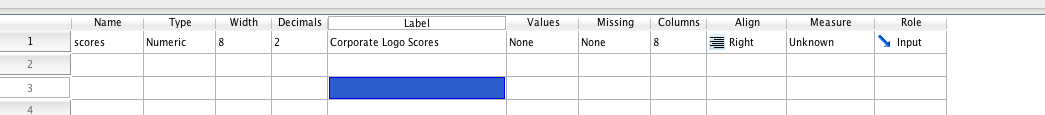 Name Type Width Decimals Label Values Missing Columns Align Measure Role
1 scores Numeric 8 2 Corporate Logo Scores None None 8 Right Unknown Input
2
3
4